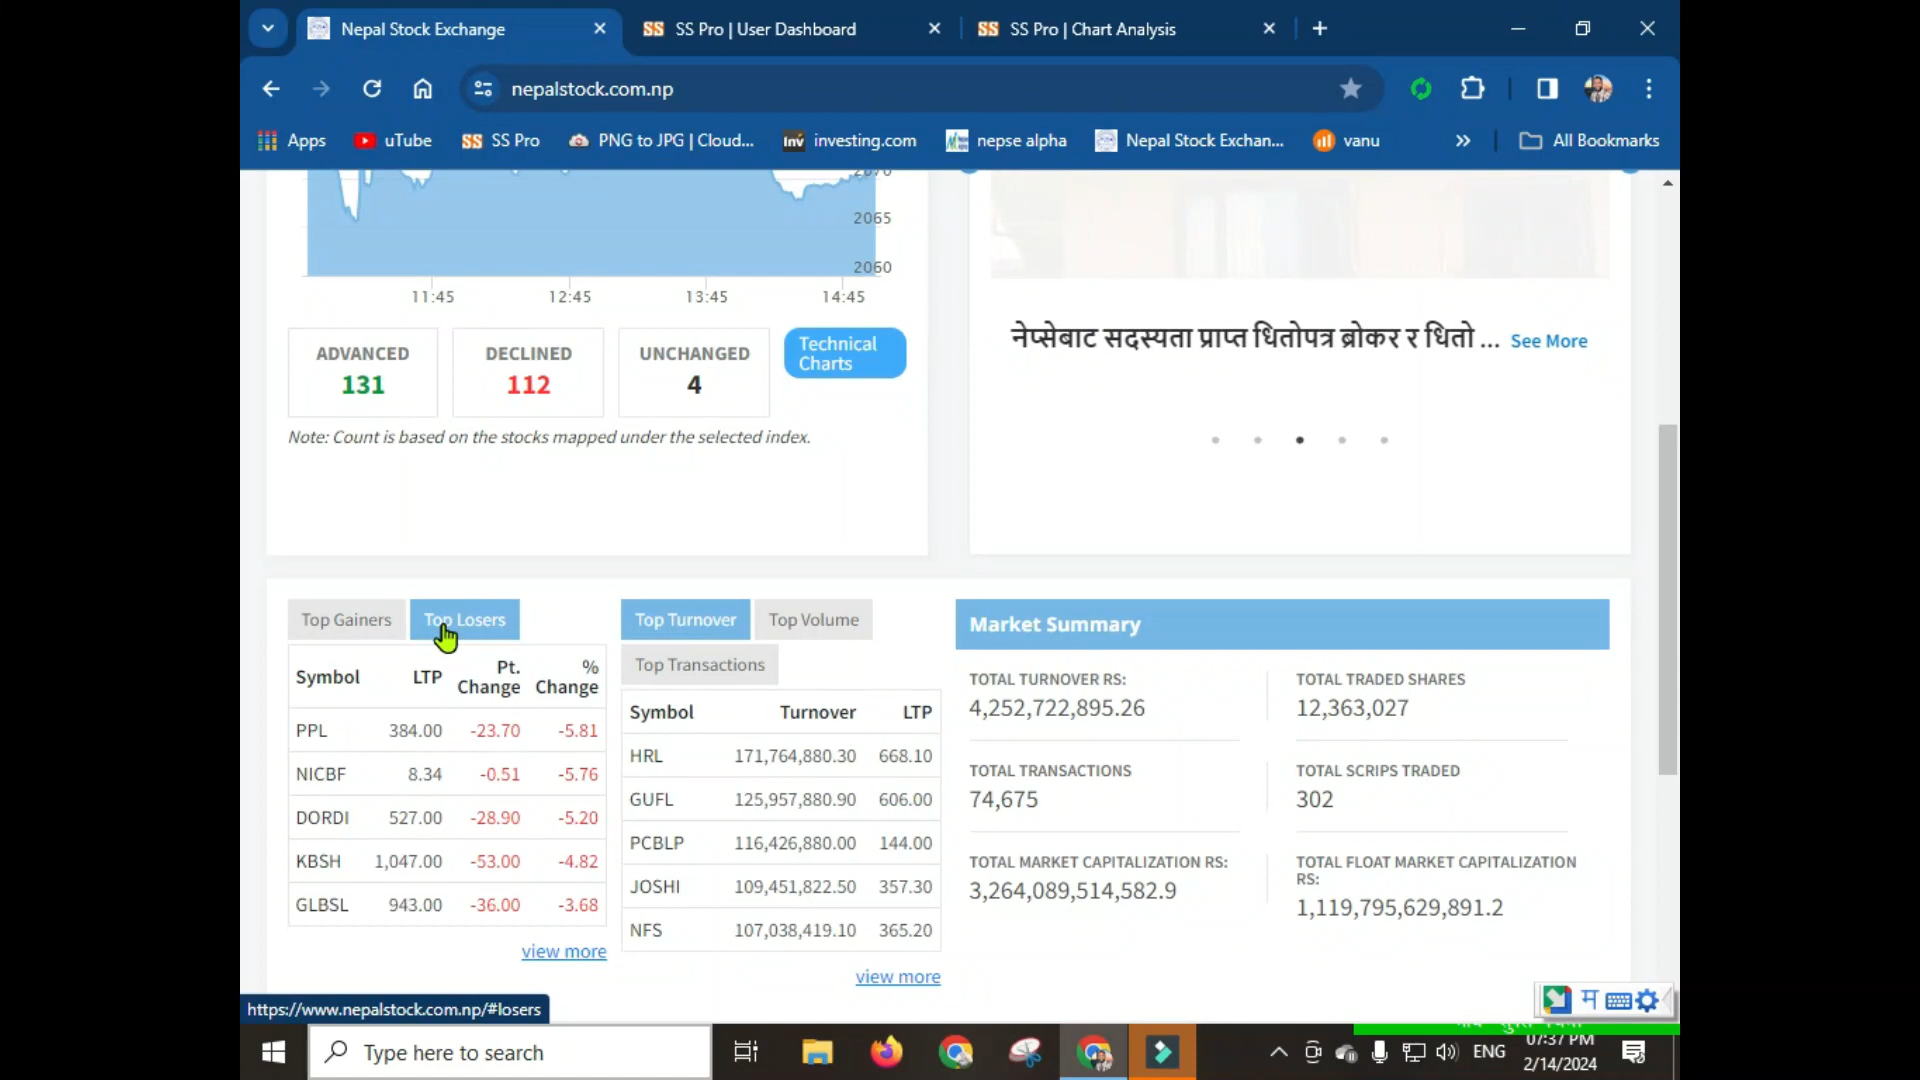 Nepal Stock Exchange
SS Pro | User Dashboard
SS Pro | Chart Analysis
nepalstock.com.np
Apps
uTube
SS Pro
PNG to JPG | Cloud...
investing.com
nepse alpha
Nepal Stock Exchan...
vanu
All Bookmarks
2070
2065
2060
11:45 12:45 13:45 14:45
ADVANCED
131
DECLINED
112
UNCHANGED
4
Technical
Charts
Note: Count is based on the stocks mapped under the selected index.
नेप्सेबाट सदस्यता प्राप्त धितोपत्र ब्रोकर र धितो ... See More
Top Gainers Top Losers
Symbol LTP Pt. Change % Change
PPL 384.00 -23.70 -5.81
NICBF 8.34 -0.51 -5.76
DORDI 527.00 -28.90 -5.20
KBSH 1,047.00 -53.00 -4.82
GLBSL 943.00 -36.00 -3.68
view more
Top Turnover Top Volume
Top Transactions
Symbol Turnover LTP
HRL 171,764,880.30 668.10
GUFL 125,957,880.90 606.00
PCBLP 116,426,880.00 144.00
JOSHI 109,451,822.50 357.30
NFS 107,038,419.10 365.20
view more
Market Summary
TOTAL TURNOVER RS:
4,252,722,895.26
TOTAL TRADED SHARES
12,363,027
TOTAL TRANSACTIONS
74,675
TOTAL SCRIPS TRADED
302
TOTAL MARKET CAPITALIZATION RS:
3,264,089,514,582.9
TOTAL FLOAT MARKET CAPITALIZATION
RS:
1,119,795,629,891.2
म
https://www.nepalstock.com.np/#losers
Type here to search
ENG
07:37 PM
2/14/2024